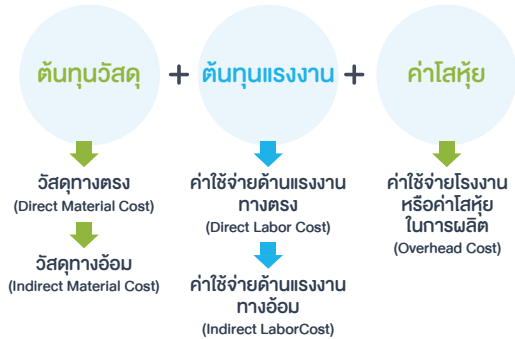 ต้นทุนวัสดุ + ต้นทุนแรงงาน + ค่าโสหุ้ย
วัสดุทางตรง
(Direct Material Cost)
วัสดุทางอ้อม
(Indirect Material Cost)
ค่าใช้จ่ายด้านแรงงาน
ทางตรง
(Direct Labor Cost)
ค่าใช้จ่ายด้านแรงงาน
ทางอ้อม
(Indirect LaborCost)
ค่าใช้จ่ายโรงงาน
หรือค่าโสหุ้ย
ในการผลิต
(Overhead Cost)